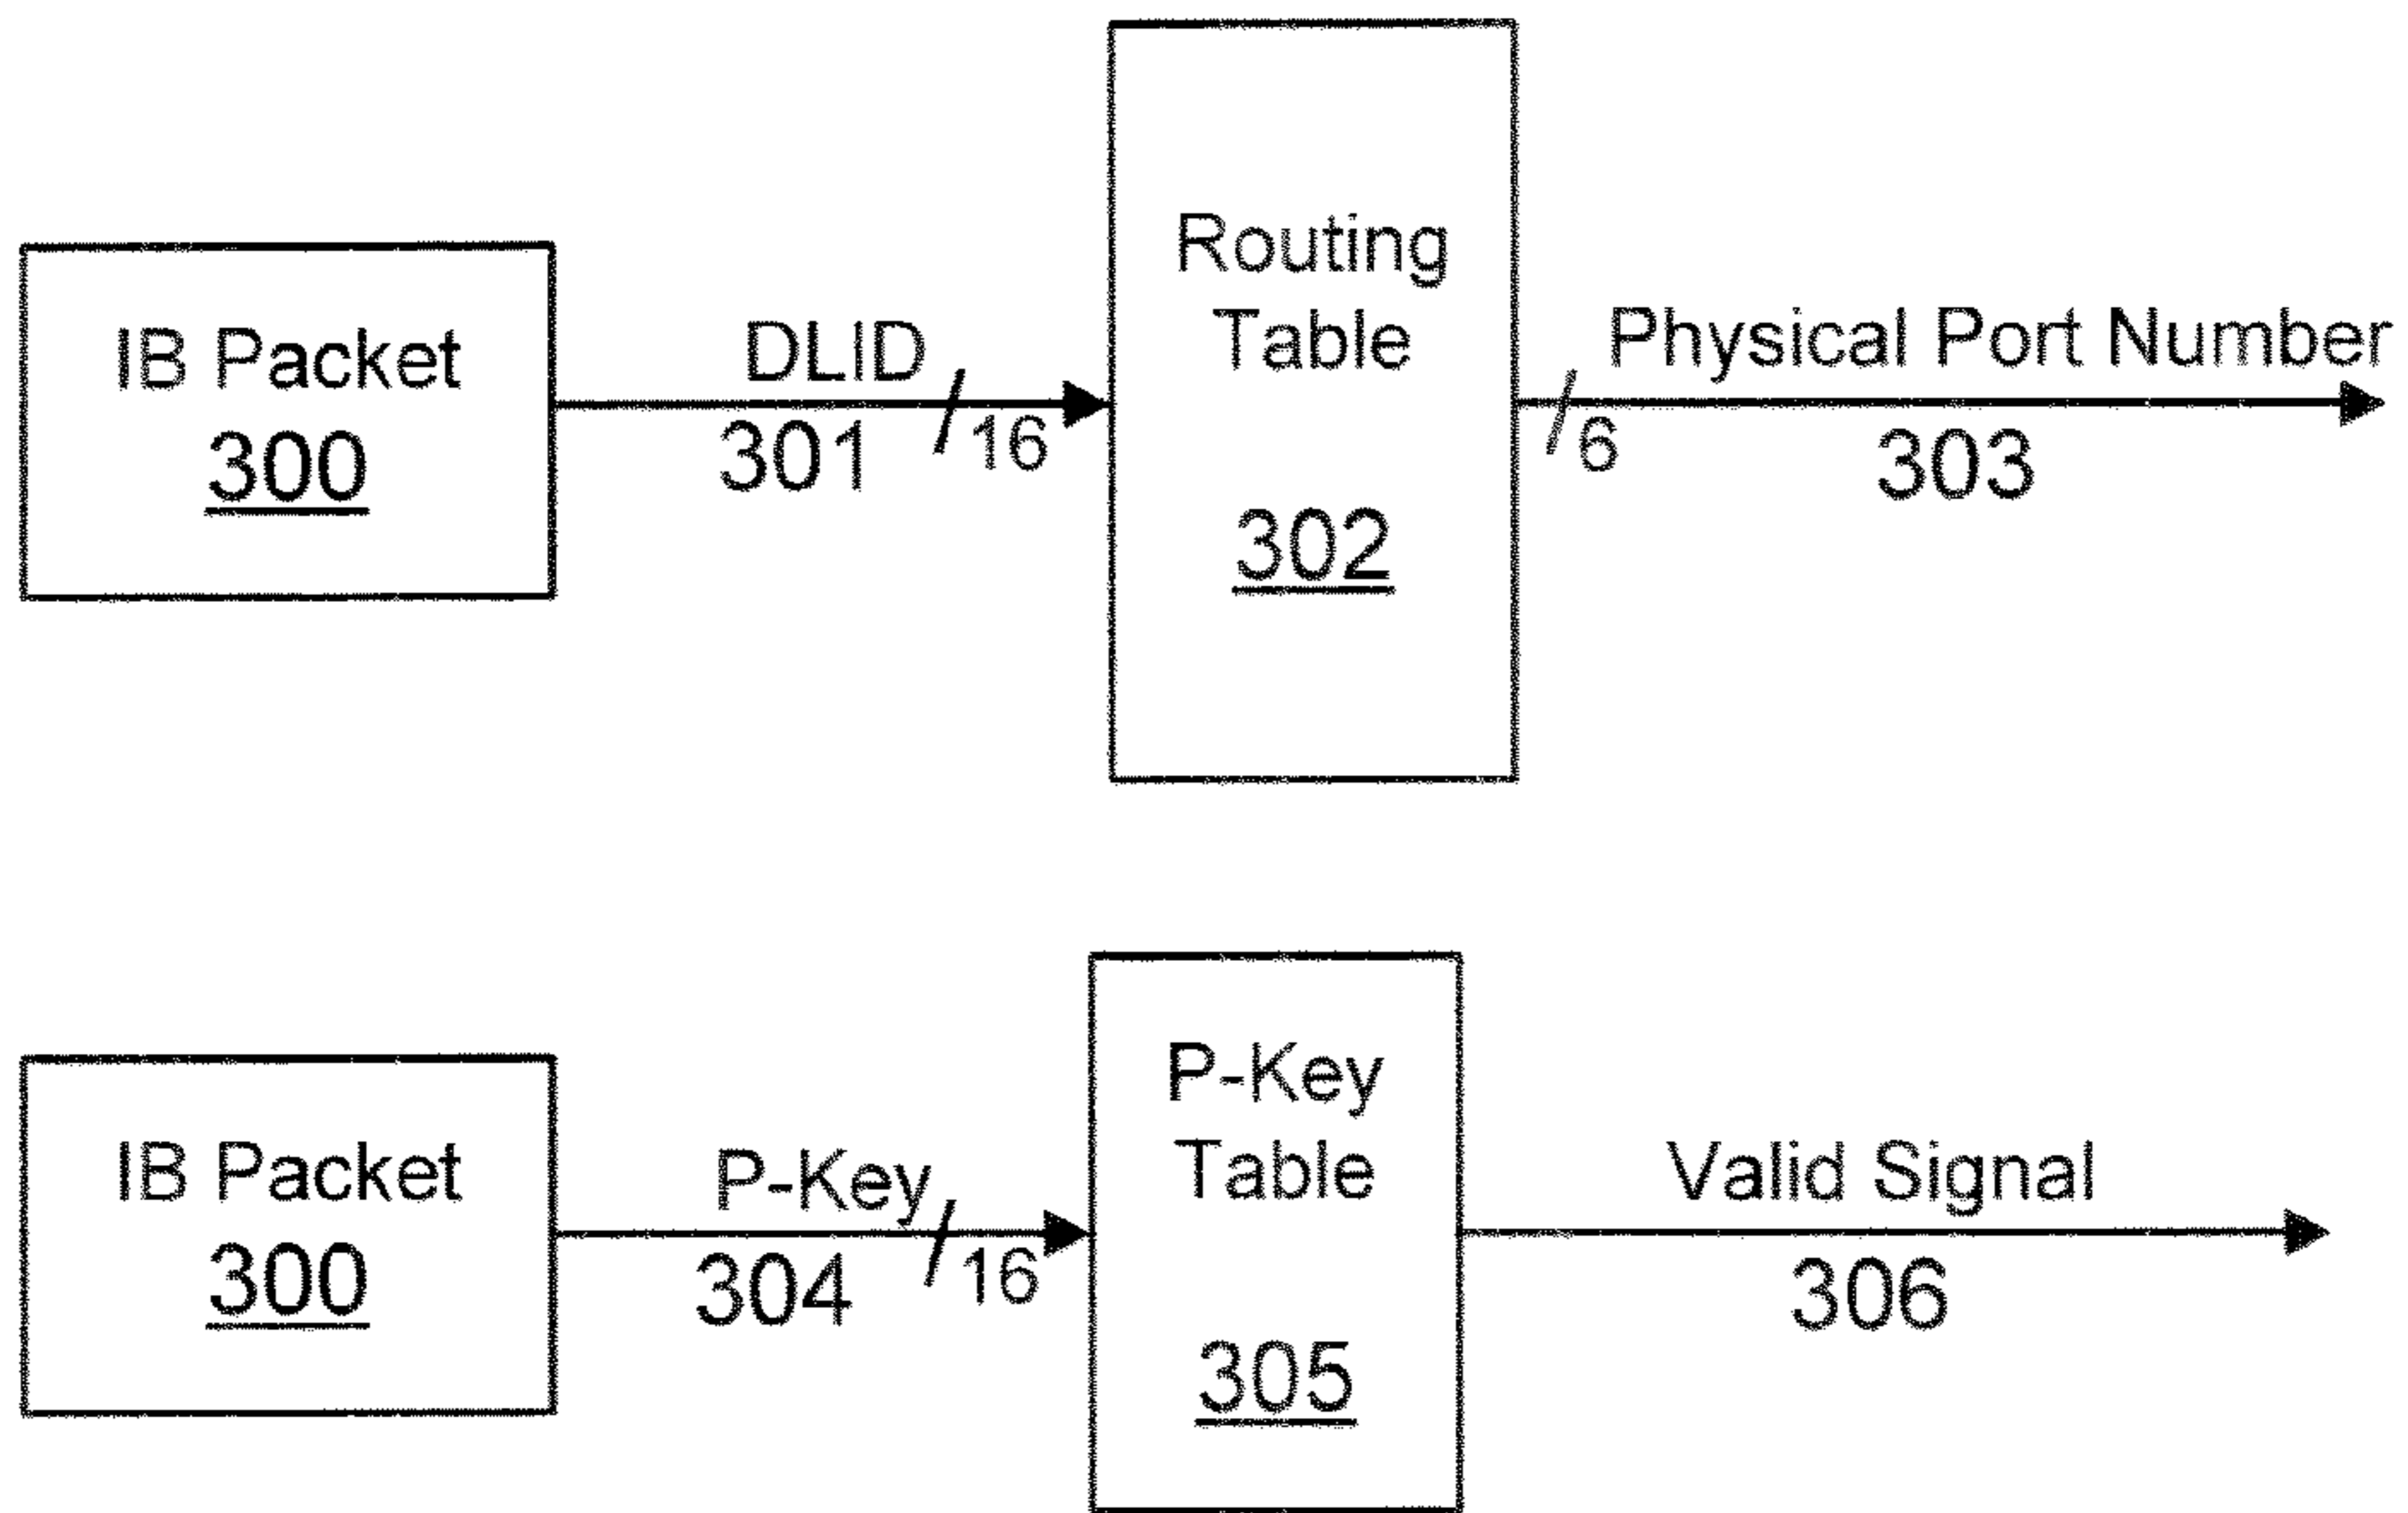 IB Packet
300
DLID
301
/16
Routing
Table
302
Physical Port Number
/6
303
IB Packet
300
P-Key
304
/16
P-Key
Table
305
Valid Signal
306